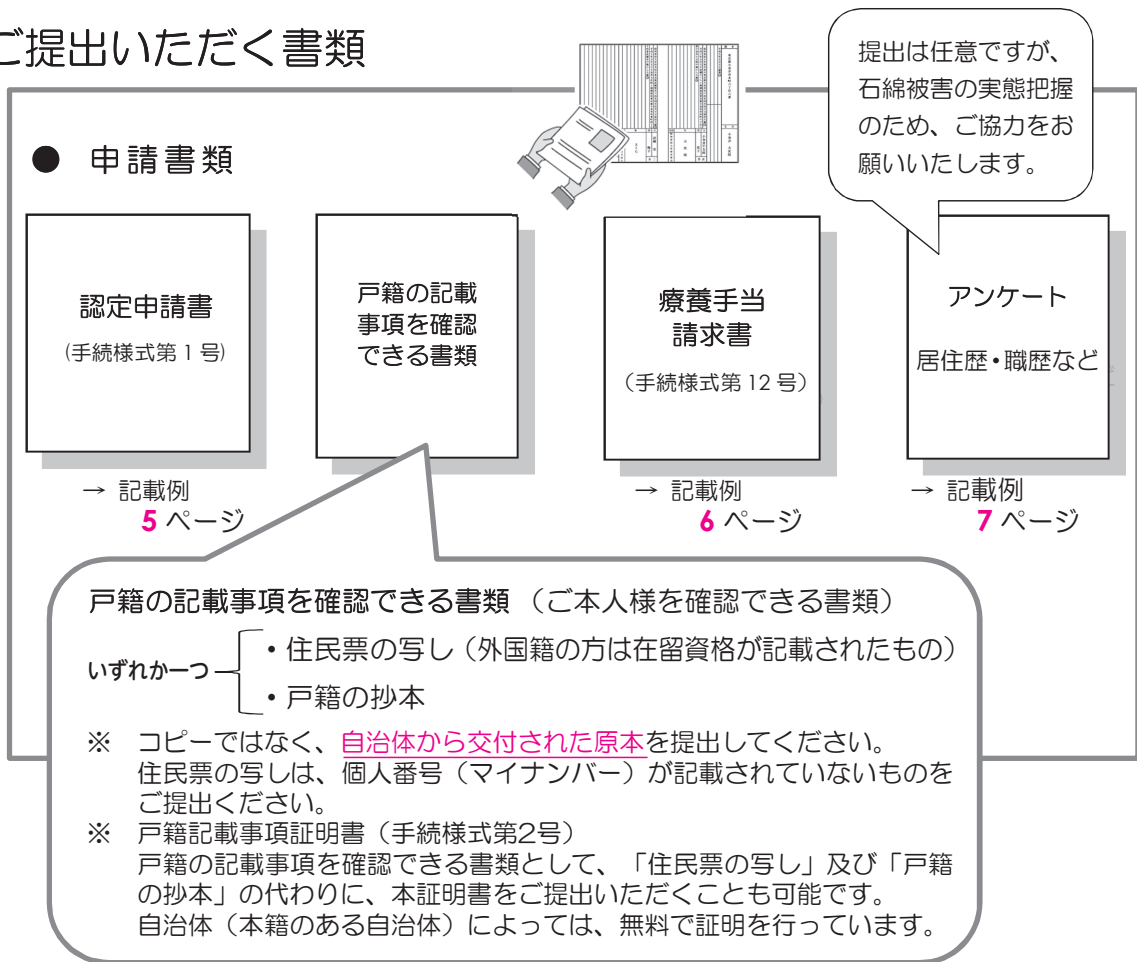 ご提出いただく書類
提出は任意ですが、
石綿被害の実態把握
のため、ご協力をお
願いいたします。
● 申請書類
認定申請書
(手続様式第1号)
戸籍の記載
事項を確認
できる書類
療養手当
請求書
（手続様式第12号）
アンケート
居住歴・職歴など
→ 記載例
5 ページ
→ 記載例
6 ページ
→ 記載例
7 ページ
戸籍の記載事項を確認できる書類（ご本人様を確認できる書類）
いずれか一つ
・住民票の写し（外国籍の方は在留資格が記載されたもの）
・戸籍の抄本
※ コピーではなく、自治体から交付された原本を提出してください。
住民票の写しは、個人番号（マイナンバー）が記載されていないものを
ご提出ください。
※ 戸籍記載事項証明書（手続様式第2号）
戸籍の記載事項を確認できる書類として、「住民票の写し」及び「戸籍
の抄本」の代わりに、本証明書をご提出いただくことも可能です。
自治体（本籍のある自治体）によっては、無料で証明を行っています。